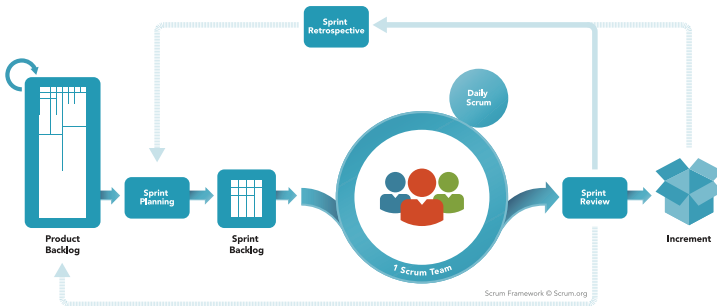 Sprint
Retrospective
Daily
Scrum
Sprint
Planning
Sprint
Review
Product
Backlog
Sprint
Backlog
1 Scrum Team
Increment
Scrum Framework © Scrum.org